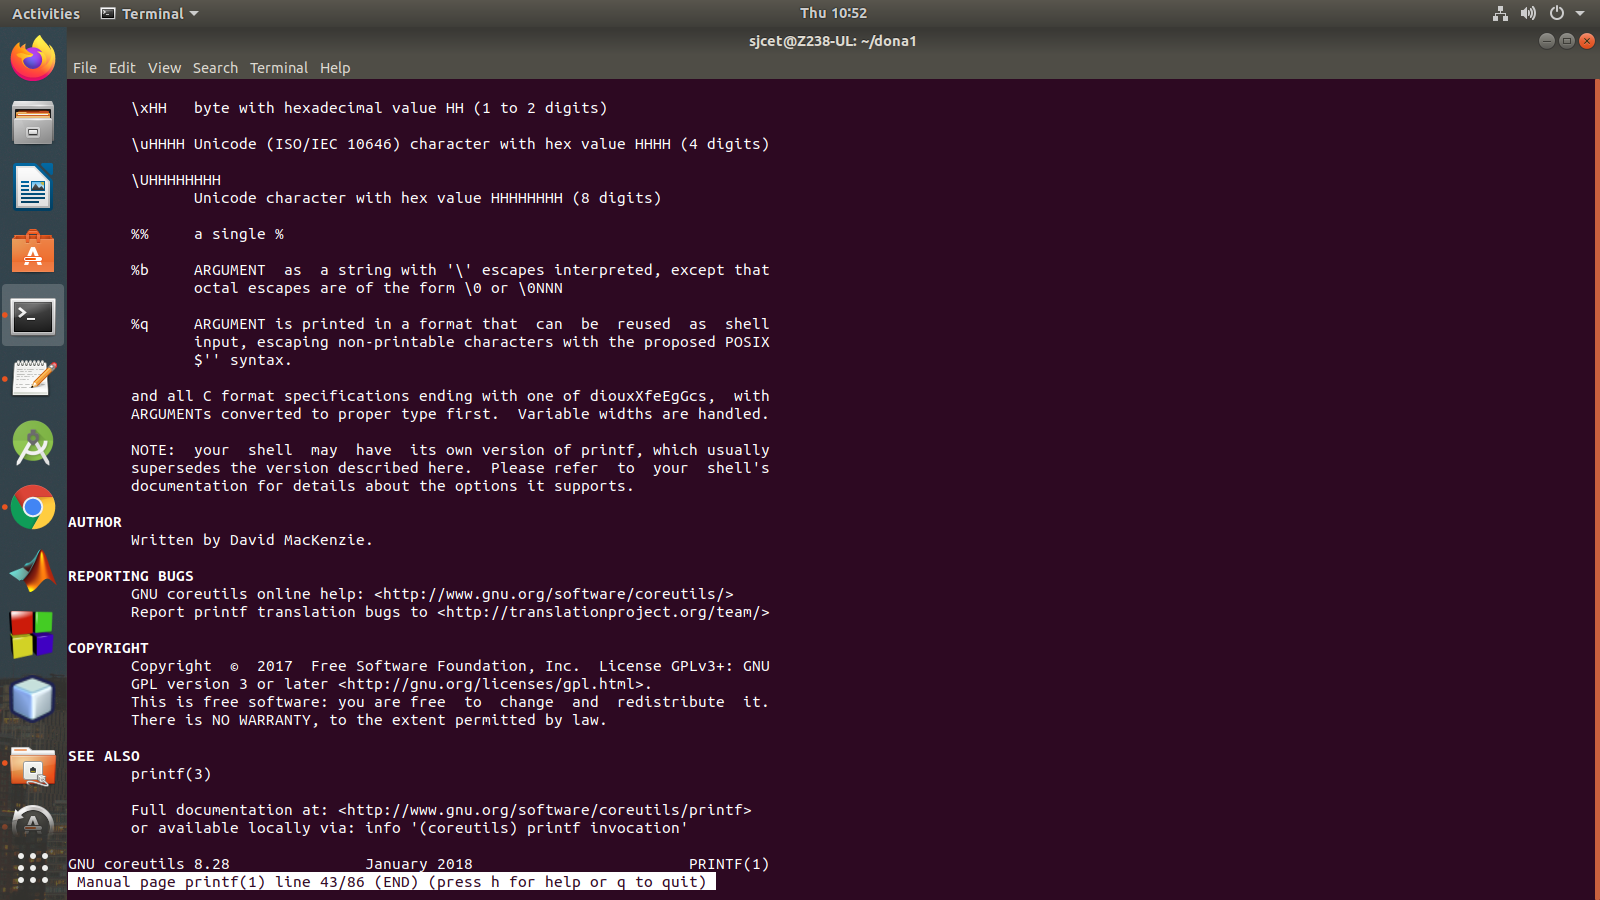 Activities Terminal Thu 10:52
sjcet@Z238-UL: ~/dona1
File Edit View Search Terminal Help
\xHH   byte with hexadecimal value HH (1 to 2 digits)
\uHHHH Unicode (ISO/IEC 10646) character with hex value HHHH (4 digits)
\UHHHHHHHH
Unicode character with hex value HHHHHHHH (8 digits)
%%     a single %
%b     ARGUMENT  as  a string with '\' escapes interpreted, except that
octal escapes are of the form \0 or \0NNN
%q     ARGUMENT is printed in a format that  can  be  reused  as  shell
input, escaping non-printable characters with the proposed POSIX
$'' syntax.
and all C format specifications ending with one of diouxXfeEgGcs,  with
ARGUMENTs converted to proper type first.  Variable widths are handled.
NOTE:  your  shell  may  have  its own version of printf, which usually
supersedes the version described here.  Please refer  to  your  shell's
documentation for details about the options it supports.
AUTHOR
Written by David MacKenzie.
REPORTING BUGS
GNU coreutils online help: <http://www.gnu.org/software/coreutils/>
Report printf translation bugs to <http://translationproject.org/team/>
COPYRIGHT
Copyright  ©  2017  Free Software Foundation, Inc.  License GPLv3+: GNU
GPL version 3 or later <http://gnu.org/licenses/gpl.html>.
This is free software: you are free  to  change  and  redistribute  it.
There is NO WARRANTY, to the extent permitted by law.
SEE ALSO
printf(3)
Full documentation at: <http://www.gnu.org/software/coreutils/printf>
or available locally via: info '(coreutils) printf invocation'
GNU coreutils 8.28               January 2018                        PRINTF(1)
Manual page printf(1) line 43/86 (END) (press h for help or q to quit)